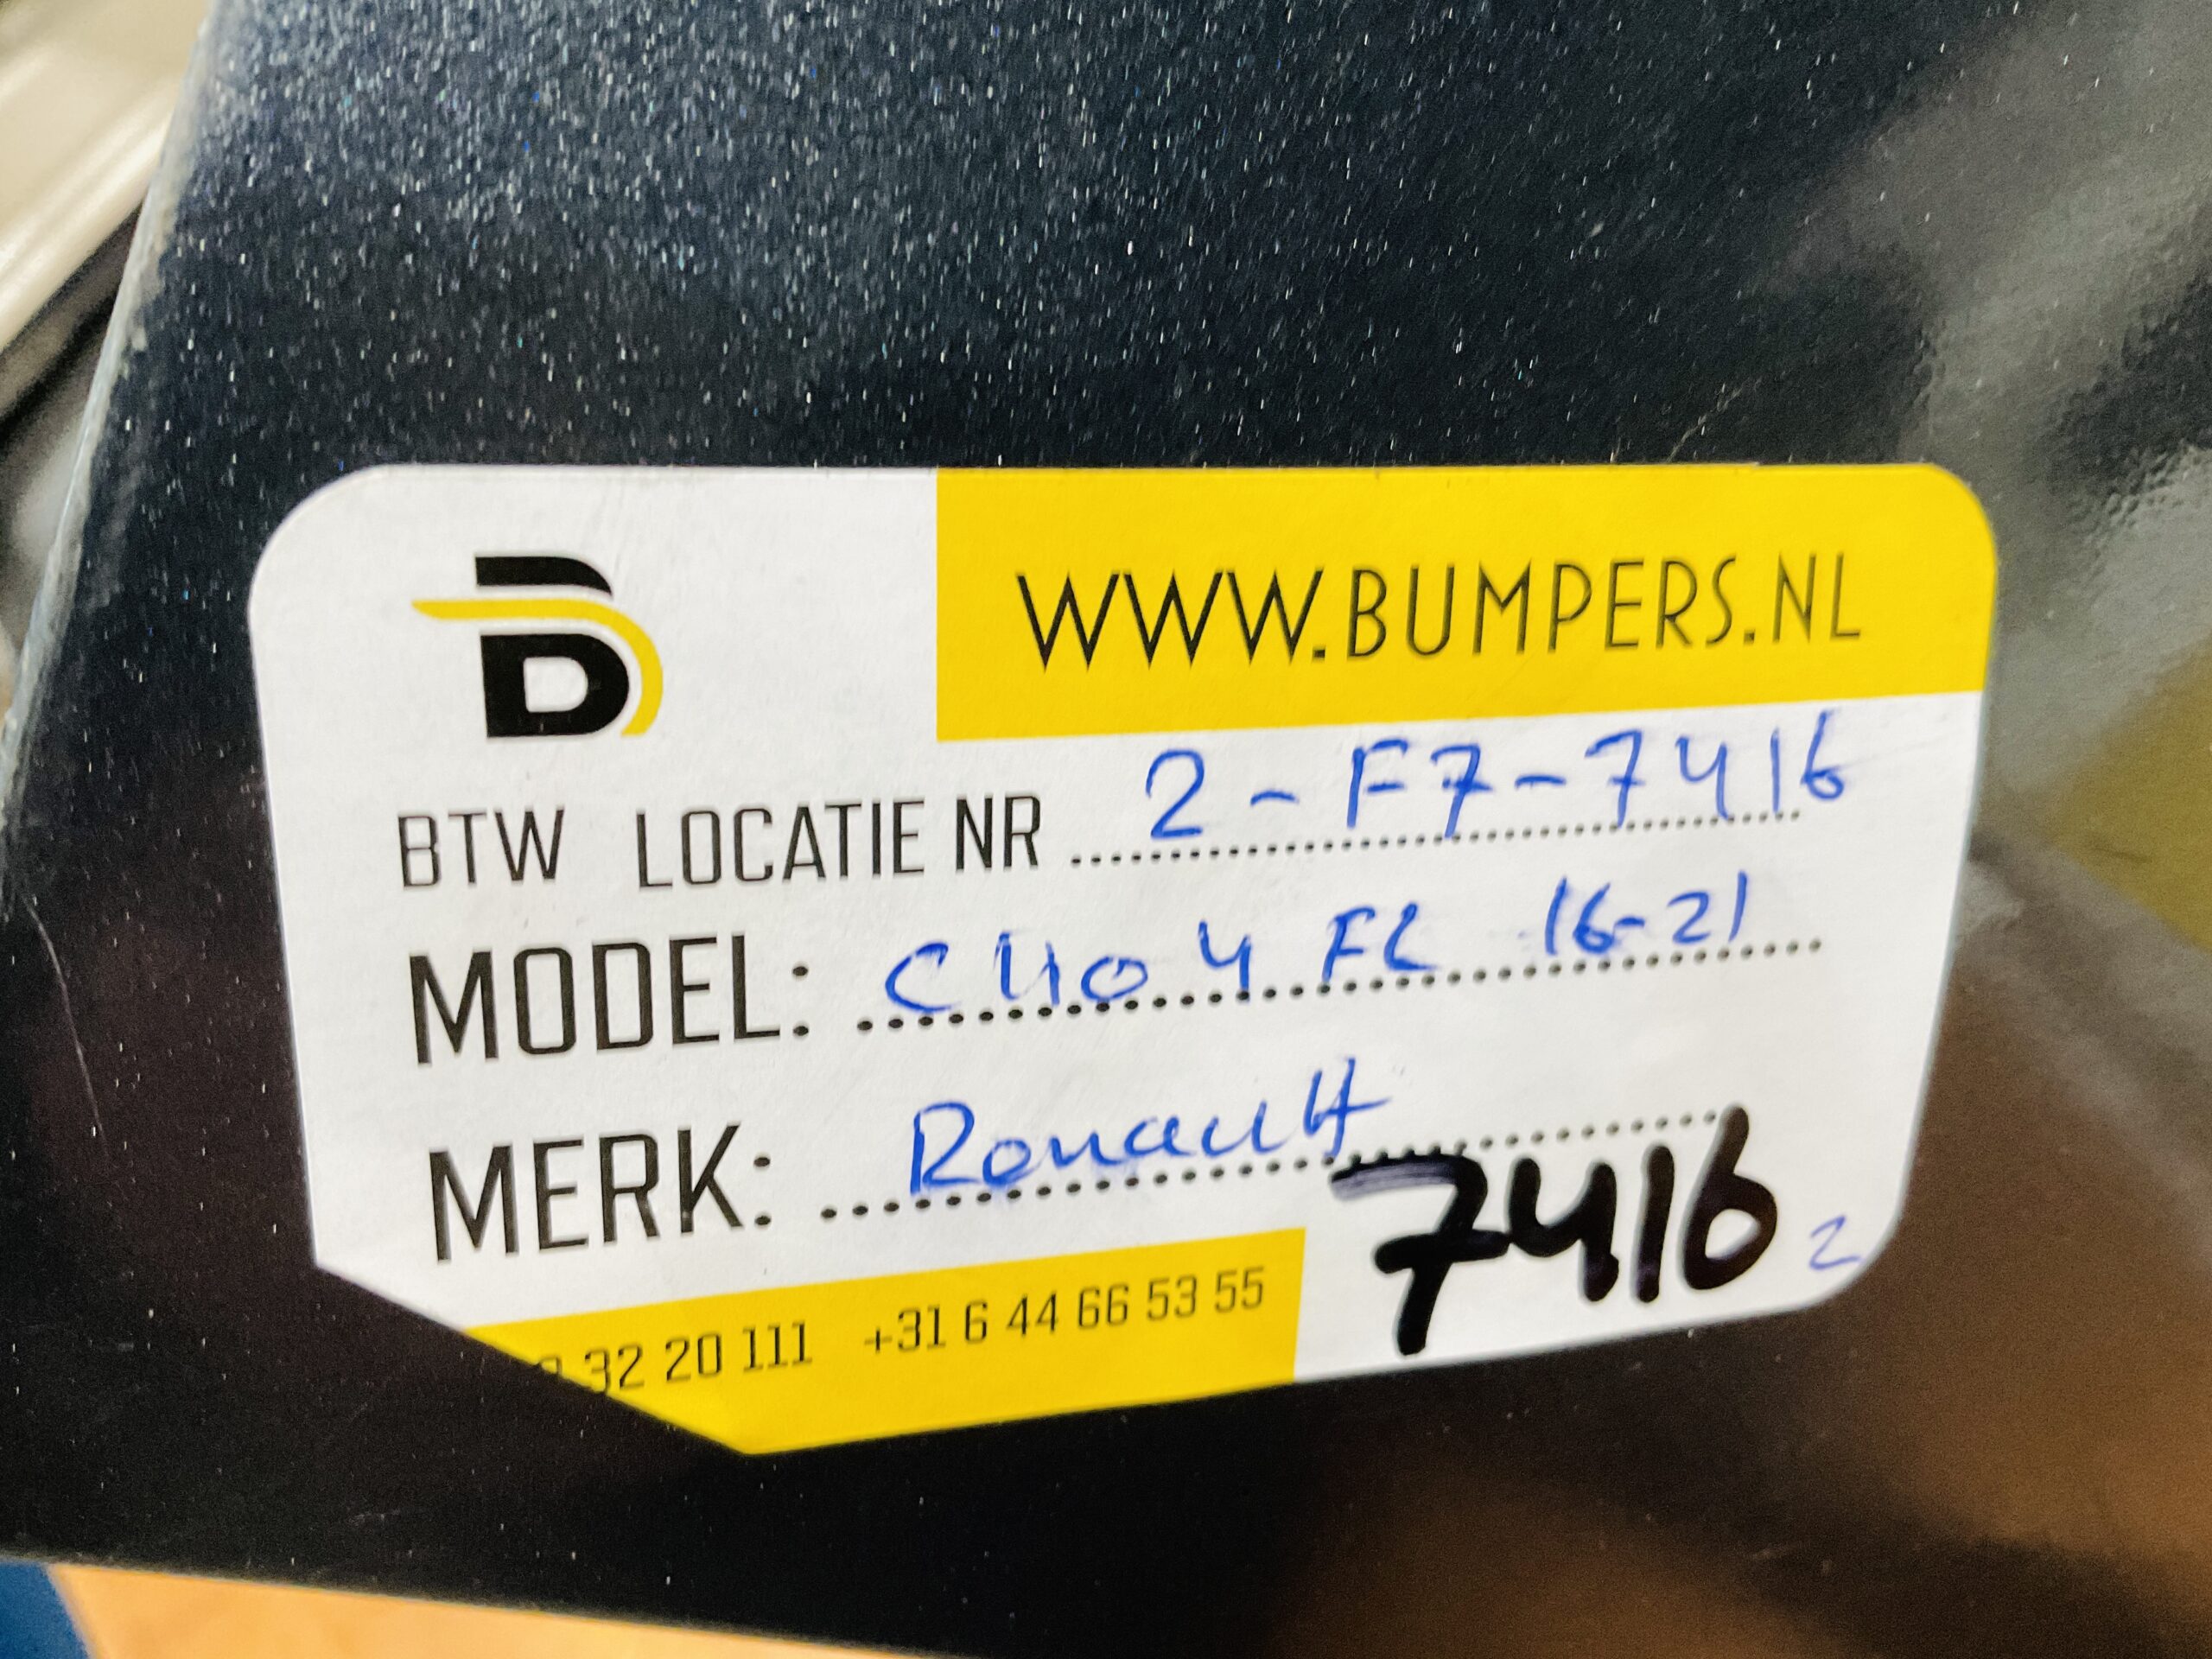 B
WWW.BUMPERS.NL
BTW LOCATIE NR 2-F7-7416
MODEL: Clio 4 FL 16-21
MERK: Renault
7416 2
32 20 111 +31 6 44 66 53 55